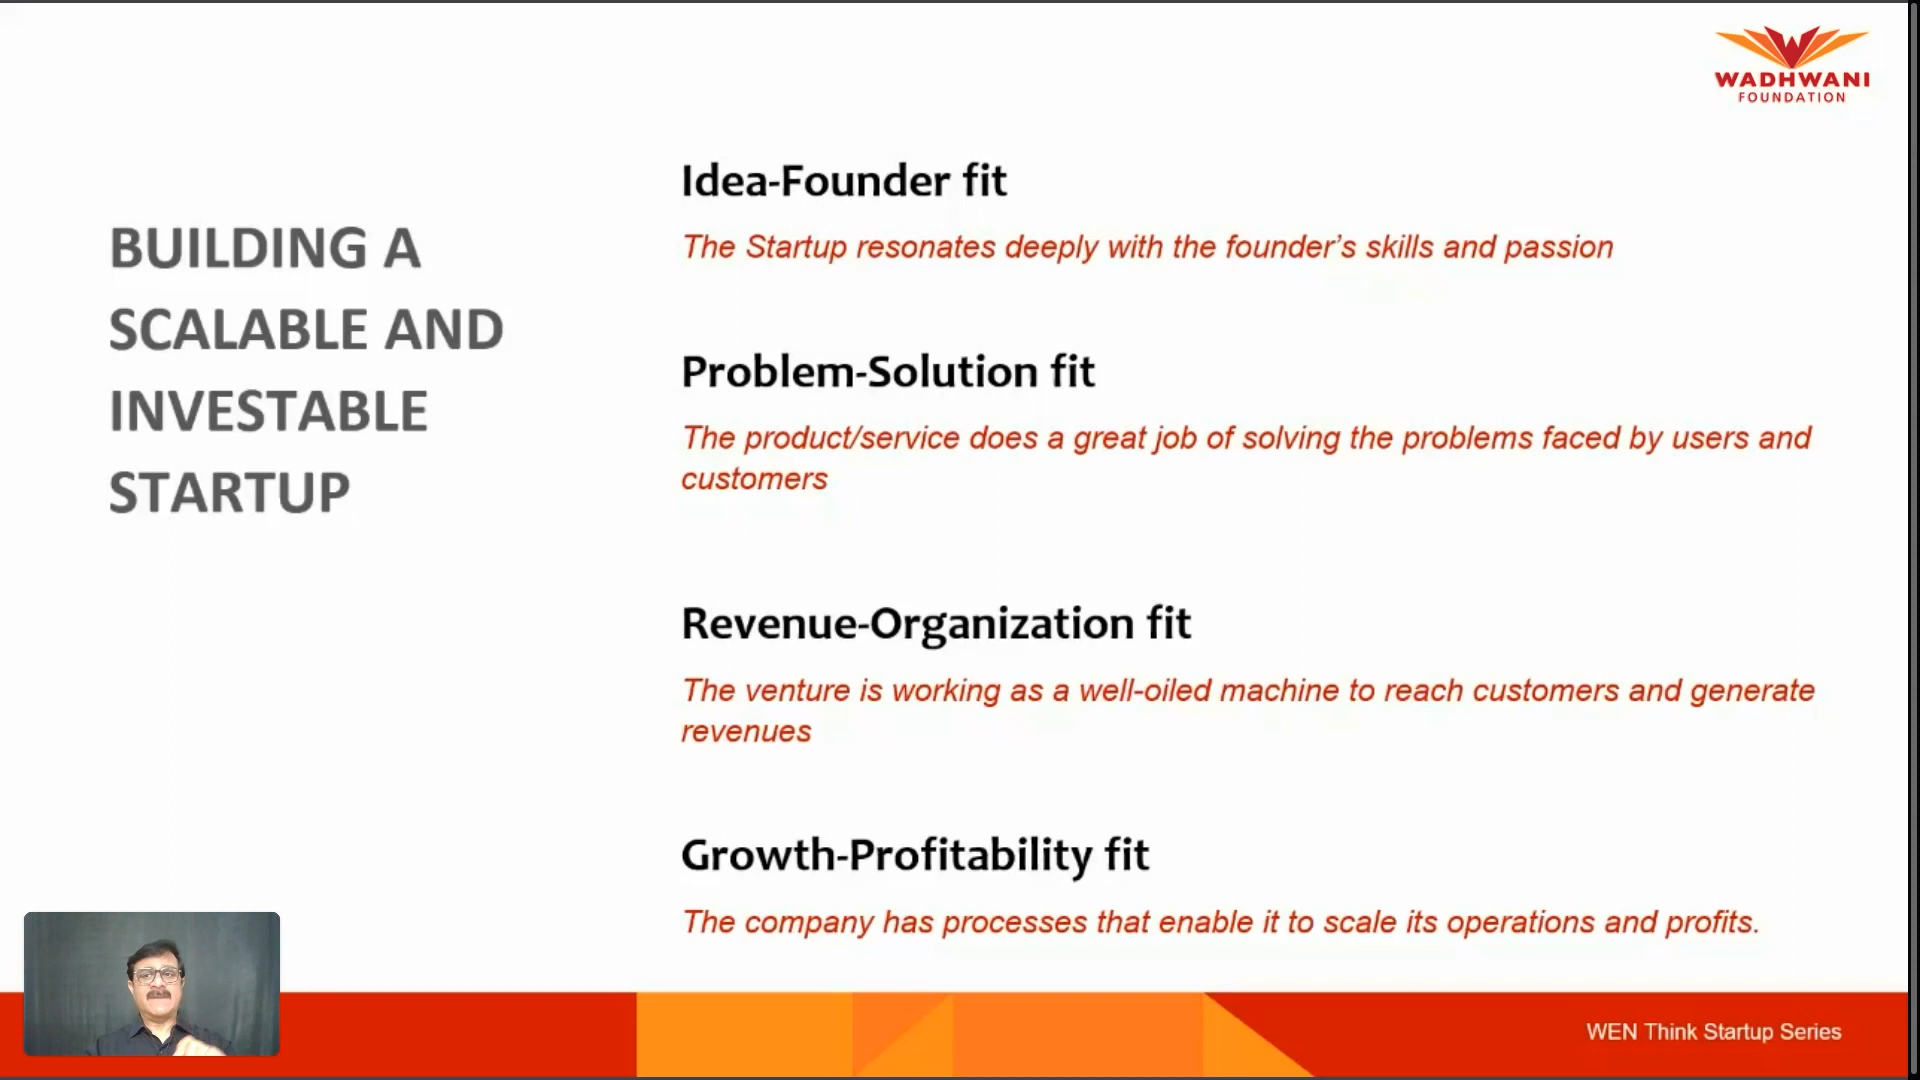 WADHWANI
FOUNDATION
BUILDING A
SCALABLE AND
INVESTABLE
STARTUP
Idea-Founder fit
The Startup resonates deeply with the founder’s skills and passion
Problem-Solution fit
The product/service does a great job of solving the problems faced by users and
customers
Revenue-Organization fit
The venture is working as a well-oiled machine to reach customers and generate
revenues
Growth-Profitability fit
The company has processes that enable it to scale its operations and profits.
WEN Think Startup Series